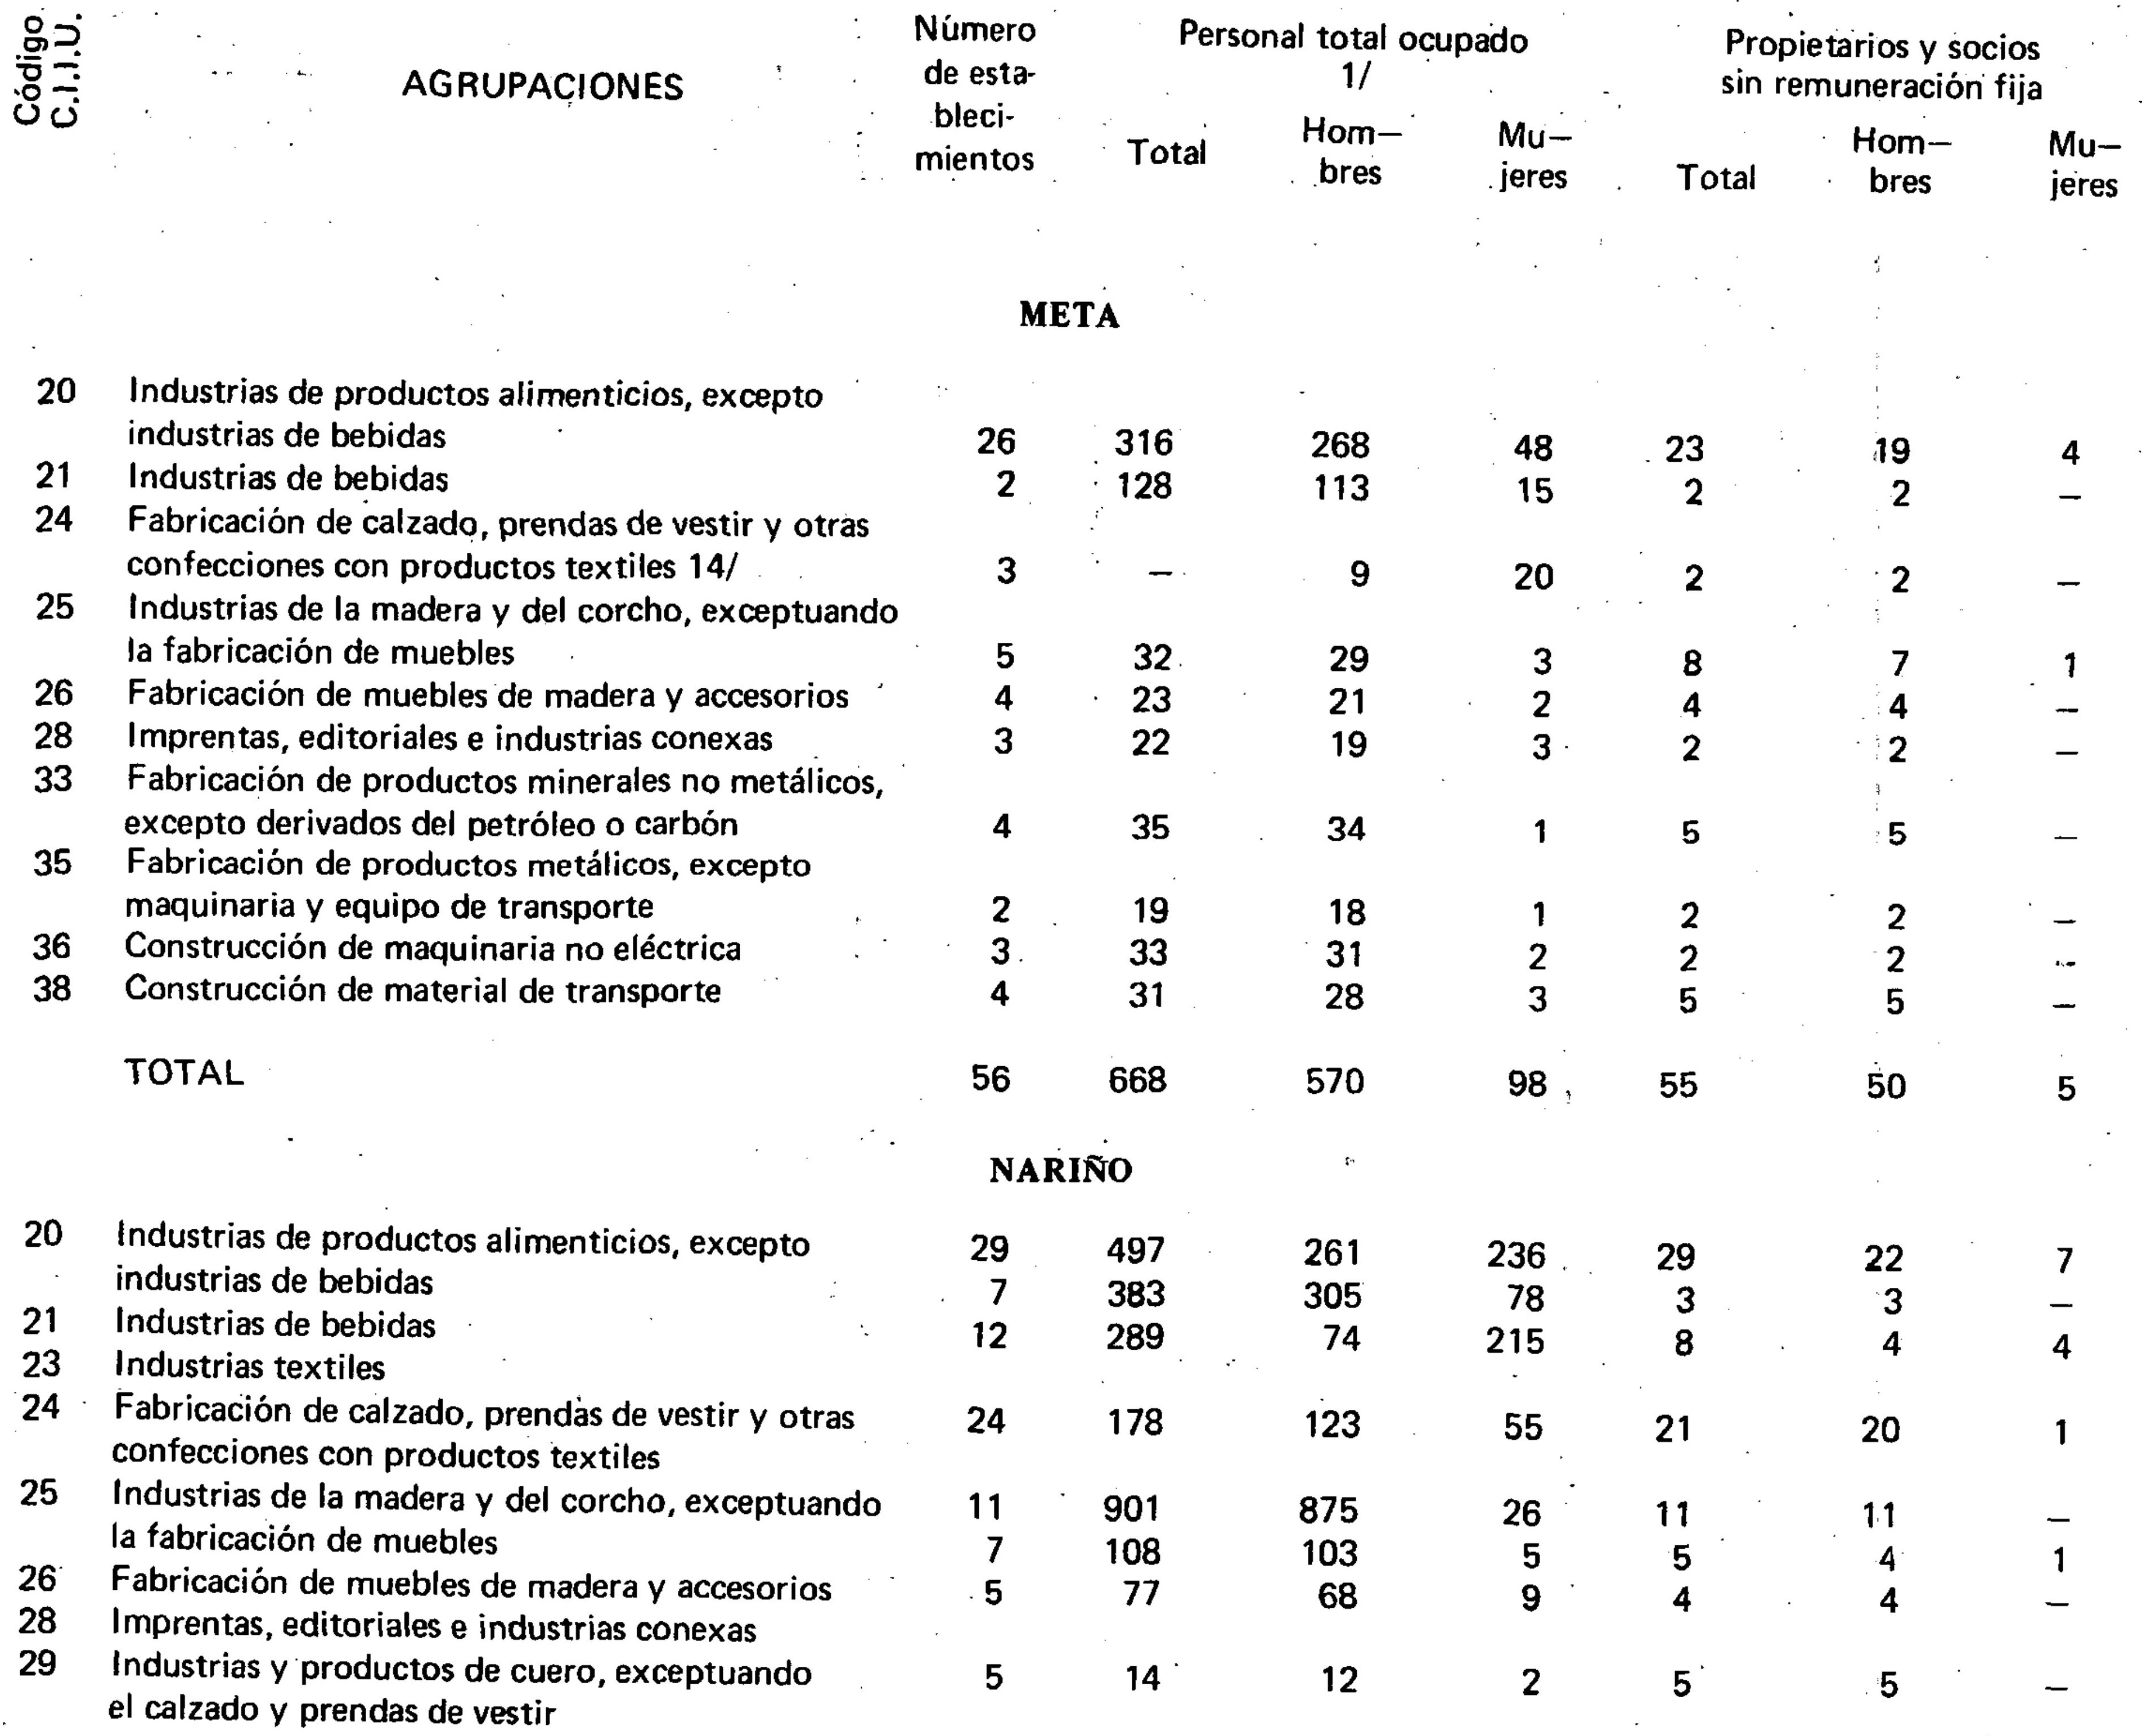 Código
C.I.I.U.
AGRUPACIONES
Número
de esta-
bleci-
mientos
Personal total ocupado
1/
Total
Hom–
bres
Mu–
jeres
Propietarios y socios
sin remuneración fija
Total
Hom–
bres
Mu–
jeres
META
20 Industrias de productos alimenticios, excepto
industrias de bebidas 26 316 268 48 23 19 4
21 Industrias de bebidas 2 128 113 15 2 2 –
24 Fabricación de calzado, prendas de vestir y otras
confecciones con productos textiles 14/ 3 – 9 20 2 2 –
25 Industrias de la madera y del corcho, exceptuando
la fabricación de muebles 5 32 29 3 8 7 1
26 Fabricación de muebles de madera y accesorios 4 23 21 2 4 4 –
28 Imprentas, editoriales e industrias conexas 3 22 19 3 2 2 –
33 Fabricación de productos minerales no metálicos,
excepto derivados del petróleo o carbón 4 35 34 1 5 5 –
35 Fabricación de productos metálicos, excepto
maquinaria y equipo de transporte 2 19 18 1 2 2 –
36 Construcción de maquinaria no eléctrica 3 33 31 2 2 2 --
38 Construcción de material de transporte 4 31 28 3 5 5 –
TOTAL 56 668 570 98 55 50 5
NARIÑO
20 Industrias de productos alimenticios, excepto 29 497 261 236 29 22 7
industrias de bebidas 7 383 305 78 3 3 –
21 Industrias de bebidas 12 289 74 215 8 4 4
23 Industrias textiles
24 Fabricación de calzado, prendas de vestir y otras 24 178 123 55 21 20 1
confecciones con productos textiles
25 Industrias de la madera y del corcho, exceptuando 11 901 875 26 11 11 –
la fabricación de muebles 7 108 103 5 5 4 1
26 Fabricación de muebles de madera y accesorios 5 77 68 9 4 4 –
28 Imprentas, editoriales e industrias conexas
29 Industrias y productos de cuero, exceptuando 5 14 12 2 5 5 –
el calzado y prendas de vestir